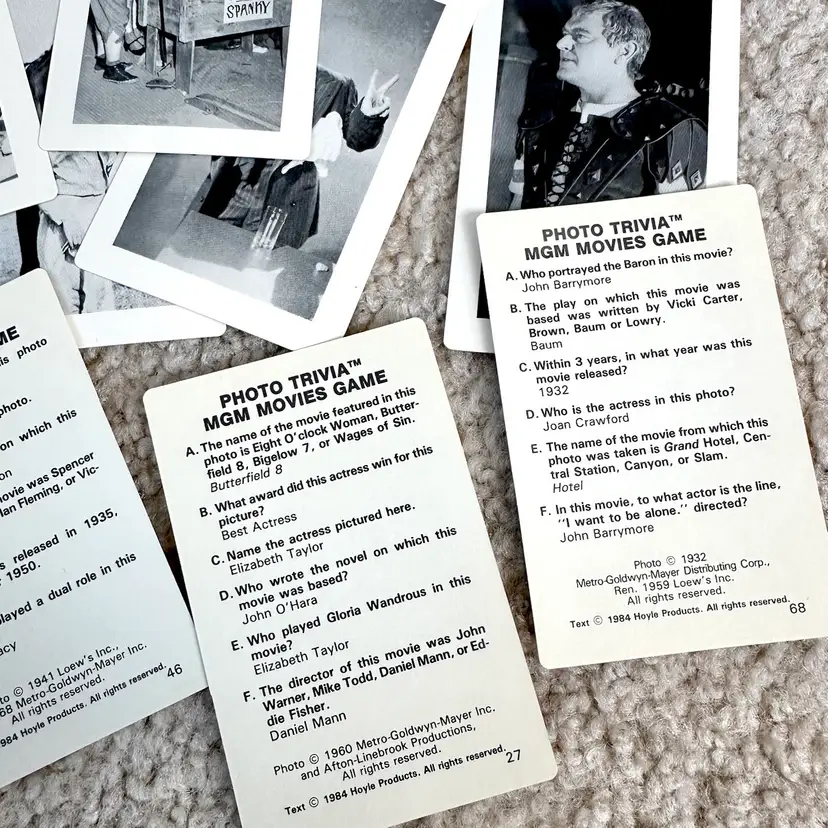 SPANKY
ME
is photo
photo.
on which this
on
movie was Spencer
lan Fleming, or Vic-
s released in 1935,
1950.
played a dual role in this
acy
to © 1941 Loew's Inc.,
68 Metro-Goldwyn-Mayer Inc.
All rights reserved.
984 Hoyle Products. All rights reserved.
46
PHOTO TRIVIA™
MGM MOVIES GAME
A. The name of the movie featured in this
photo is Eight O'clock Woman, Butter-
field 8, Bigelow 7, or Wages of Sin.
Butterfield 8
B. What award did this actress win for this
picture?
Best Actress
C. Name the actress pictured here.
Elizabeth Taylor
D. Who wrote the novel on which this
movie was based?
John O'Hara
E. Who played Gloria Wandrous in this
movie?
Elizabeth Taylor
F. The director of this movie was John
Warner, Mike Todd, Daniel Mann, or Ed-
die Fisher.
Daniel Mann
Photo © 1960 Metro-Goldwyn-Mayer Inc.
and Afton-Linebrook Productions,
All rights reserved.
Text © 1984 Hoyle Products. All rights reserved.
27
PHOTO TRIVIA™
MGM MOVIES GAME
A. Who portrayed the Baron in this movie?
John Barrymore
B. The play on which this movie was
based was written by Vicki Carter,
Brown, Baum or Lowry.
Baum
C. Within 3 years, in what year was this
movie released?
1932
D. Who is the actress in this photo?
Joan Crawford
E. The name of the movie from which this
photo was taken is Grand Hotel, Cen-
tral Station, Canyon, or Slam.
Hotel
F. In this movie, to what actor is the line,
"I want to be alone." directed?
John Barrymore
Photo © 1932
Metro-Goldwyn-Mayer Distributing Corp.,
Ren. 1959 Loew's Inc.
All rights reserved.
Text © 1984 Hoyle Products. All rights reserved.
68